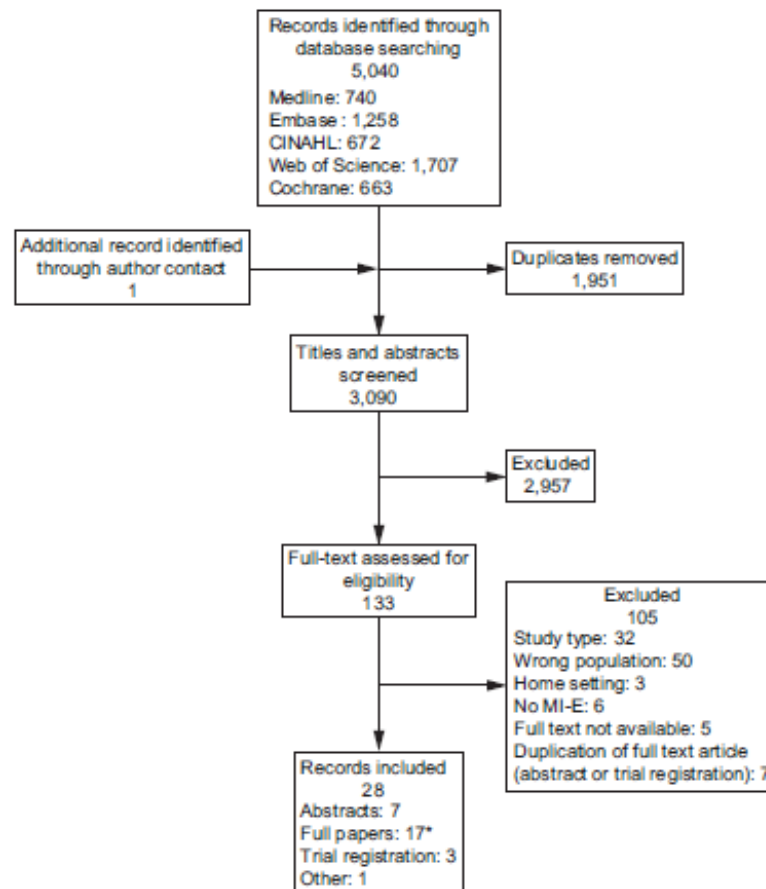 Records identified through
database searching
5,040
Medline: 740
Embase : 1,258
CINAHL: 672
Web of Science: 1,707
Cochrane: 663
Additional record identified
through author contact
1
Duplicates removed
1,951
Titles and abstracts
screened
3,090
Excluded
2,957
Full-text assessed for
eligibility
133
Excluded
105
Study type: 32
Wrong population: 50
Home setting: 3
No MI-E: 6
Full text not available: 5
Duplication of full text article
(abstract or trial registration): 7
Records included
28
Abstracts: 7
Full papers: 17*
Trial registration: 3
Other: 1